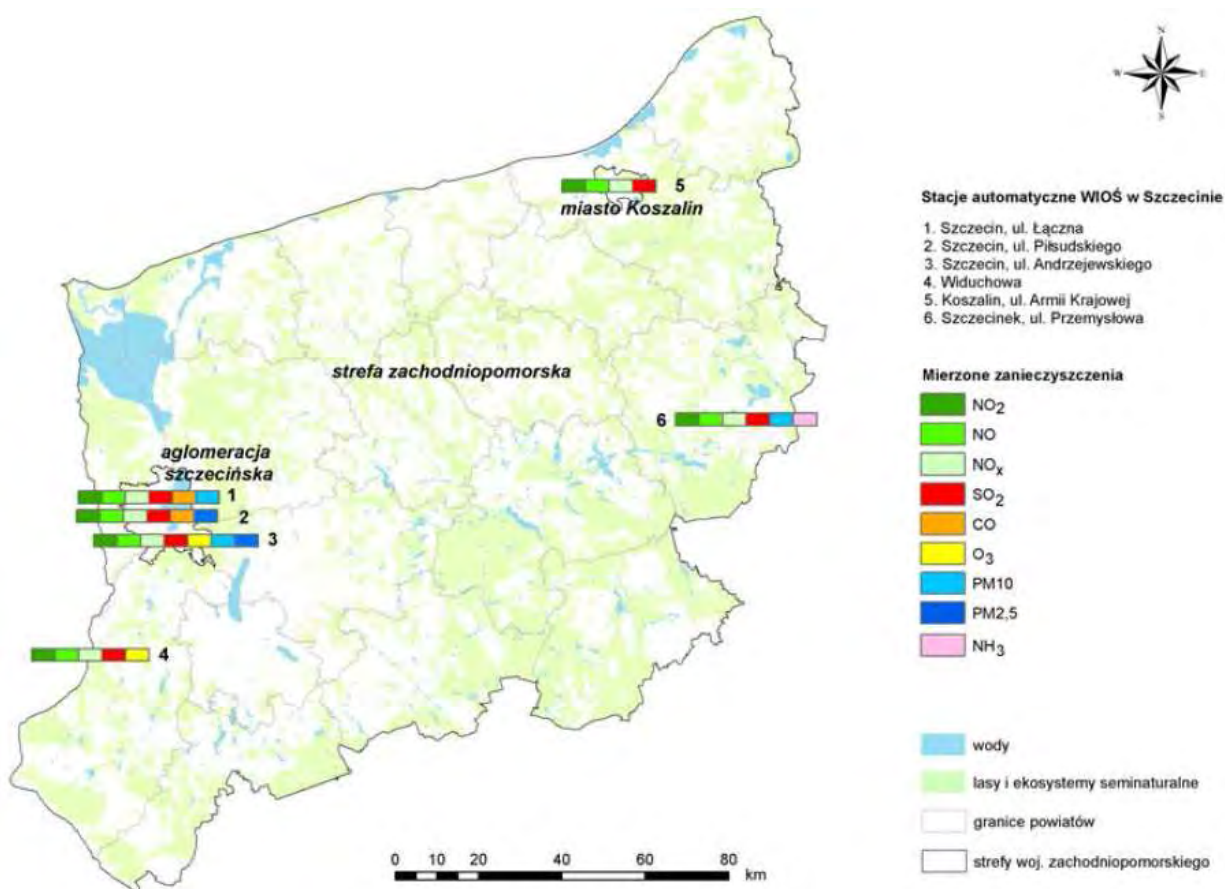 N
W
E
S
5
miasto Koszalin
strefa zachodniopomorska
6
aglomeracja
szczecińska
1
2
3
4
0 10 20 40 60 80
km
Stacje automatyczne WIOŚ w Szczecinie
1. Szczecin, ul. Łączna
2. Szczecin, ul. Piłsudskiego
3. Szczecin, ul. Andrzejewskiego
4. Widuchowa
5. Koszalin, ul. Armii Krajowej
6. Szczecinek, ul. Przemysłowa
Mierzone zanieczyszczenia
NO2
NO
NOx
SO2
CO
O3
PM10
PM2,5
NH3
wody
lasy i ekosystemy seminaturalne
granice powiatów
strefy woj. zachodniopomorskiego